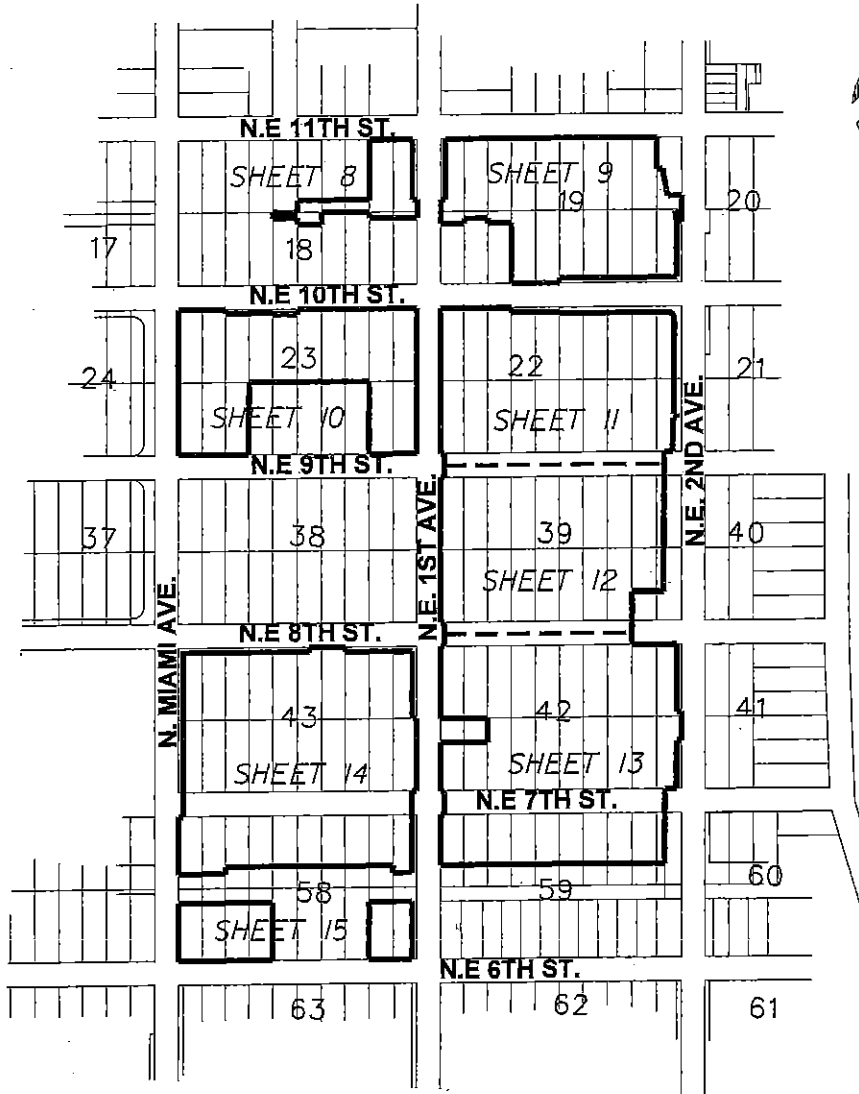 N.E 11TH ST.
SHEET 8
SHEET 9
19
20
17
18
N.E 10TH ST.
23
22
21
24
SHEET 10
SHEET 11
N.E. 2ND AVE.
N.E 9TH ST.
N.E. 1ST AVE.
37
38
39
40
SHEET 12
N. MIAMI AVE.
N.E 8TH ST.
43
42
41
SHEET 14
SHEET 13
N.E 7TH ST.
58
59
60
SHEET 15
N.E 6TH ST.
63
62
61